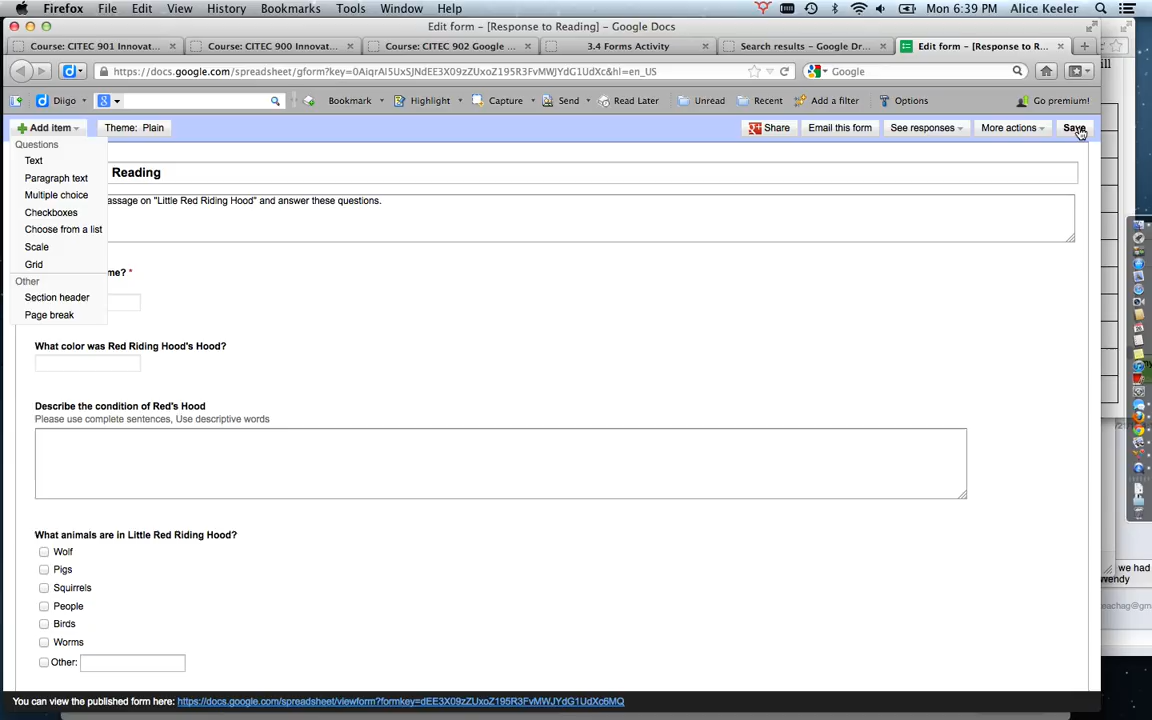 Firefox File Edit View History Bookmarks Tools Window Help Mon 6:39 PM Alice Keeler
Edit form – [Response to Reading] – Google Docs
Course: CITEC 901 Innovat... Course: CITEC 900 Innovat... Course: CITEC 902 Google ... 3.4 Forms Activity Search results – Google Dr... Edit form – [Response to R...
https://docs.google.com/spreadsheet/gform?key=0AiqrAl5UxSJNdEE3X09zZUxoZ195R3FvMWJYdG1UdXc&hl=en_US Google
Diigo Bookmark Highlight Capture Send Read Later Unread Recent Add a filter Options Go premium!
Add item Theme: Plain Share Email this form See responses More actions Save
Questions
Text
Reading
Paragraph text
Multiple choice
assage on "Little Red Riding Hood" and answer these questions.
Checkboxes
Choose from a list
Scale
Grid
me? *
Other
Section header
Page break
What color was Red Riding Hood's Hood?
Describe the condition of Red's Hood
Please use complete sentences, Use descriptive words
What animals are in Little Red Riding Hood?
Wolf
Pigs
Squirrels
People
Birds
Worms
Other:
we had
wendy
each@gm
You can view the published form here: https://docs.google.com/spreadsheet/viewform?formkey=dEE3X09zZUxoZ195R3FvMWJYdG1UdXc6MQ